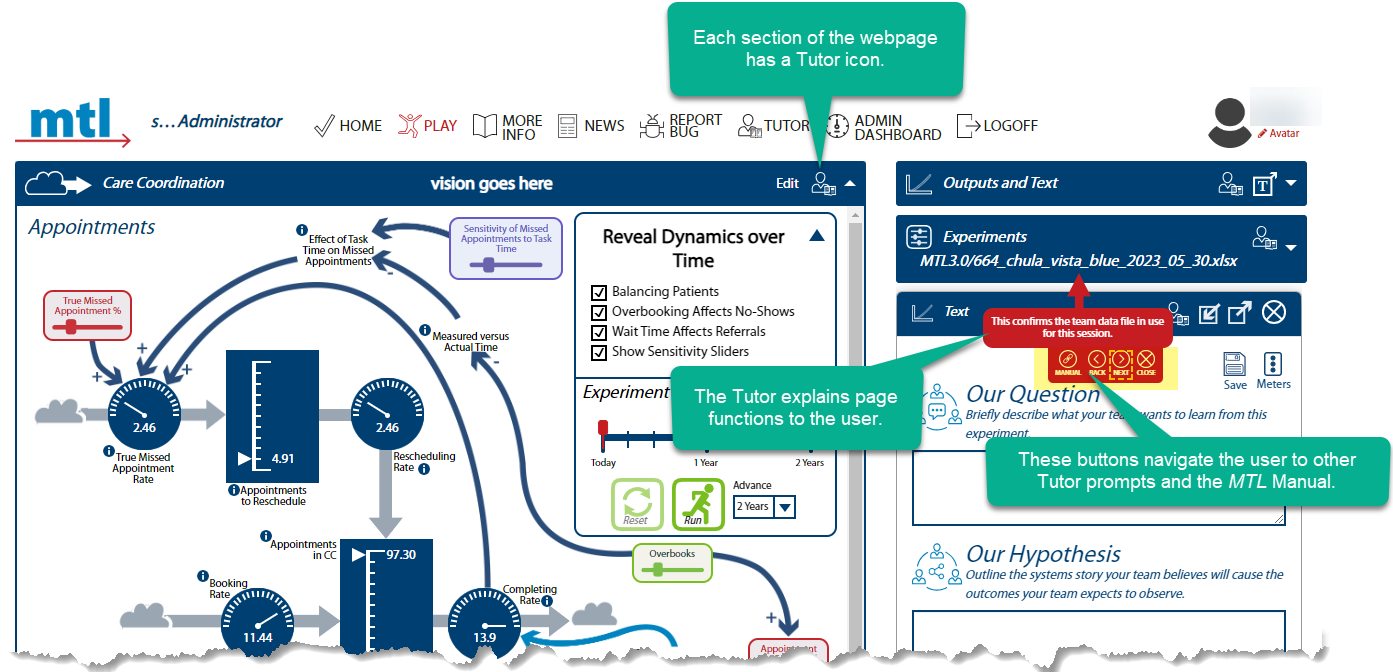 Each section of the webpage
has a Tutor icon.
mtl
s...Administrator
HOME
PLAY
MORE
INFO
NEWS
REPORT
BUG
TUTOR
ADMIN
DASHBOARD
LOGOFF
Avatar
Care Coordination
vision goes here
Edit
Outputs and Text
T
Experiments
MTL3.0/664_chula_vista_blue_2023_05_30.xlsx
Appointments
Effect of Task
Time on Missed
Appointments
Sensitivity of Missed
Appointments to Task
Time
Reveal Dynamics over
Time
Balancing Patients
Overbooking Affects No-Shows
Wait Time Affects Referrals
Show Sensitivity Sliders
True Missed
Appointment %
Measured versus
Actual Time
-
-
+
+
+
2.46
4.91
2.46
True Missed
Appointment
Rate
Appointments
to Reschedule
Rescheduling
Rate
Experiment
Today
1 Year
2 Years
Reset
Run
Advance
2 Years
Appointments
in CC
97.30
Overbooks
Booking
Rate
11.44
Completing
Rate
13.9
+
Appointment
Text
This confirms the team data file in use
for this session.
MANUAL
BACK
NEXT
CLOSE
Save
Meters
The Tutor explains page
functions to the user.
Our Question
Briefly describe what your team wants to learn from this
experiment.
These buttons navigate the user to other
Tutor prompts and the MTL Manual.
Our Hypothesis
Outline the systems story your team believes will cause the
outcomes your team expects to observe.